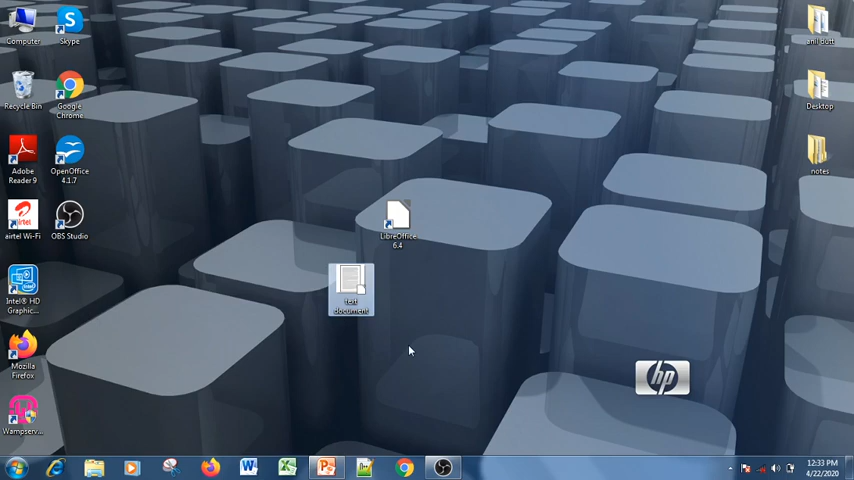 Computer
Skype
Recycle Bin
Google
Chrome
Adobe
Reader 9
OpenOffice
4.1.7
airtel Wi-Fi
OBS Studio
Intel® HD
Graphic...
Mozilla
Firefox
Wampserv...
LibreOffice
6.4
text
document
anil dutt
Desktop
notes
hp
12:33 PM
4/22/2020